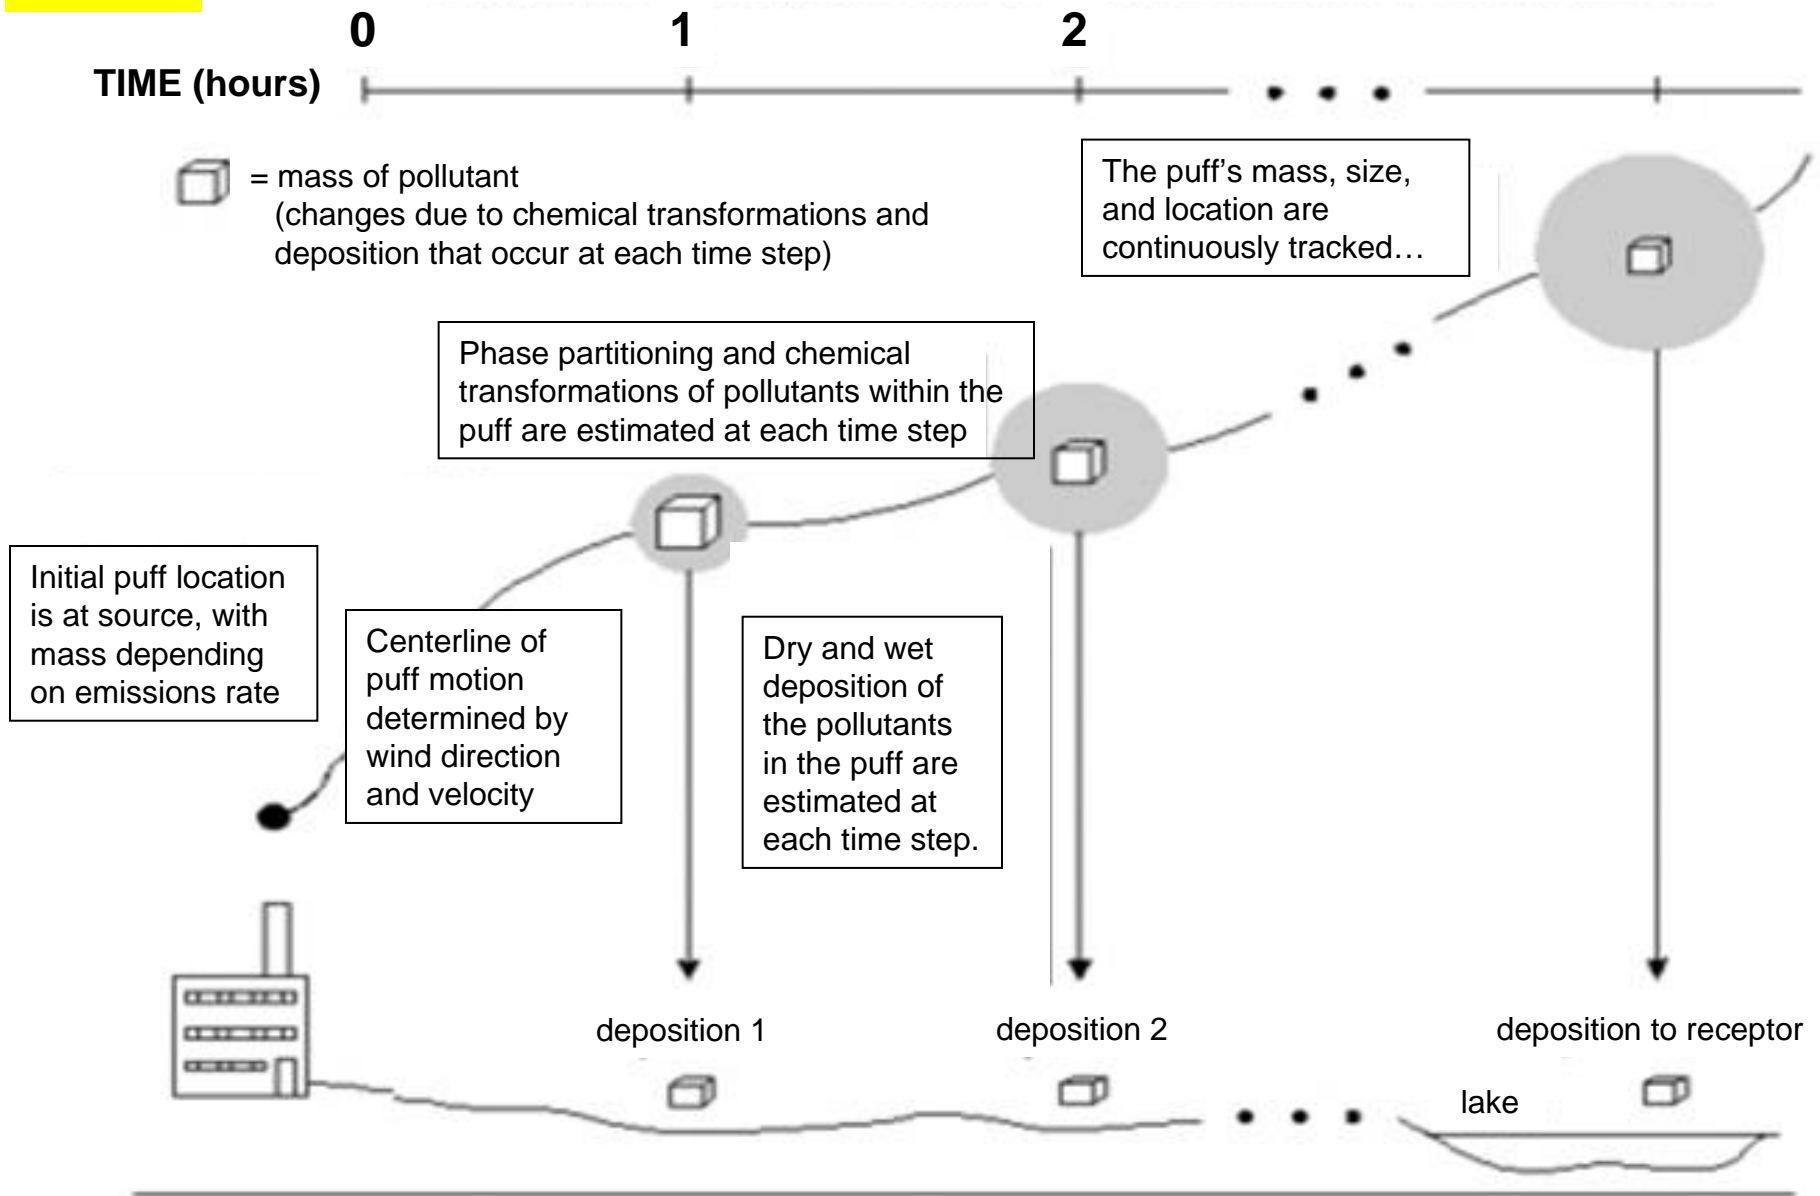 0 1 2
TIME (hours)
= mass of pollutant
(changes due to chemical transformations and
deposition that occur at each time step)
The puff’s mass, size,
and location are
continuously tracked…
Phase partitioning and chemical
transformations of pollutants within the
puff are estimated at each time step
Initial puff location
is at source, with
mass depending
on emissions rate
Centerline of
puff motion
determined by
wind direction
and velocity
Dry and wet
deposition of
the pollutants
in the puff are
estimated at
each time step.
deposition 1
deposition 2
deposition to receptor
lake